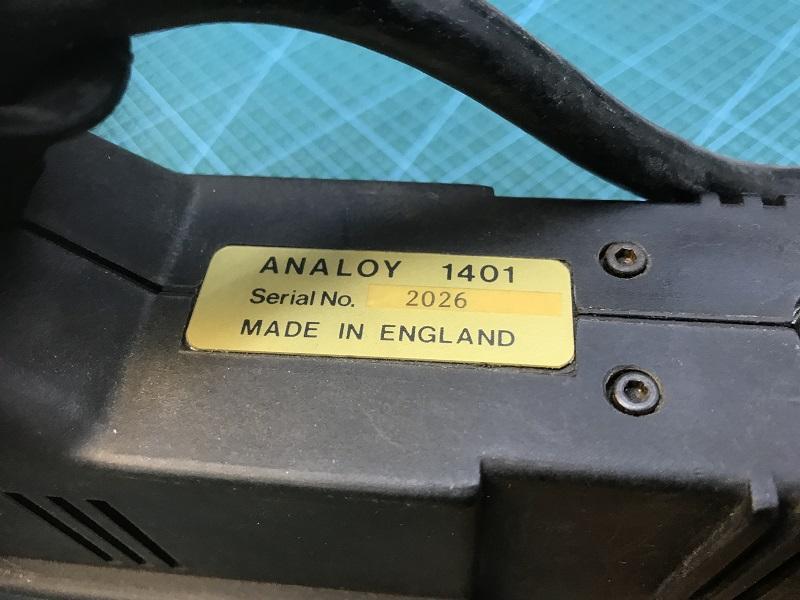 ANALOY 1401
Serial No. 2026
MADE IN ENGLAND